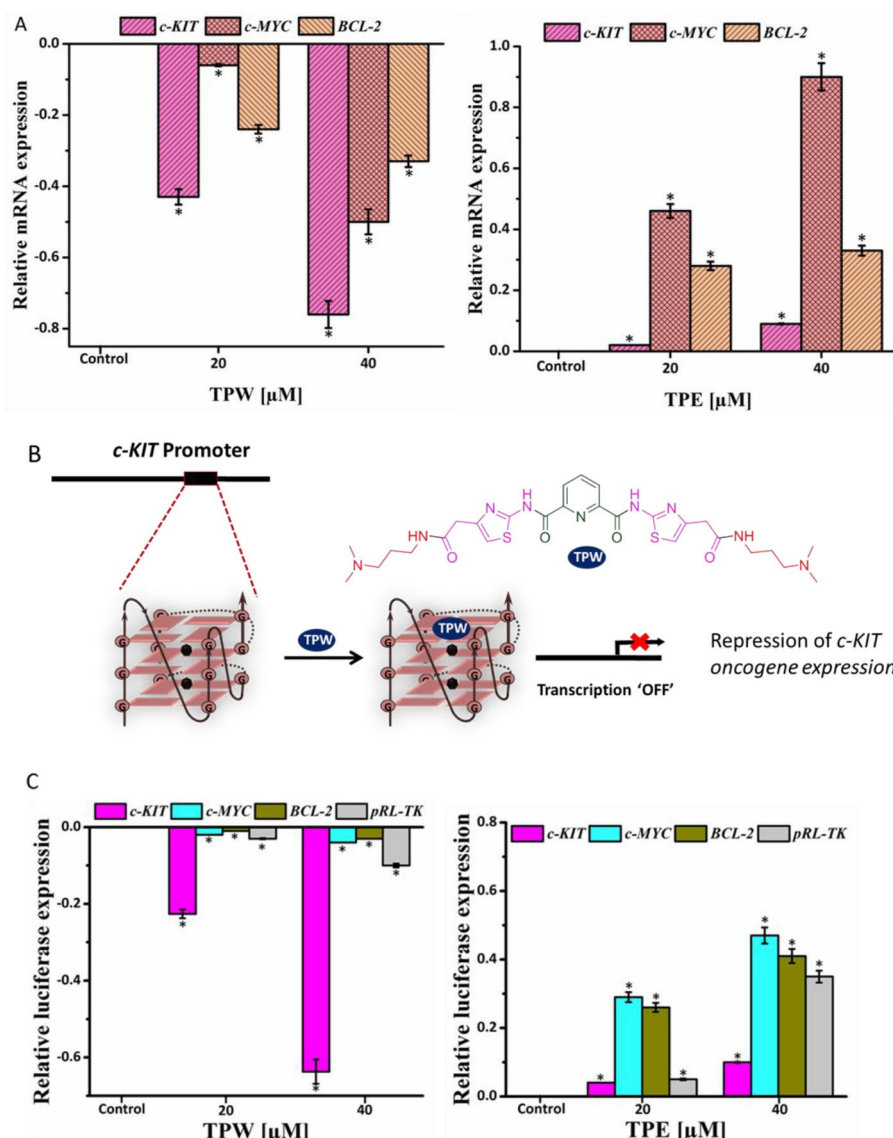 A
c-KIT c-MYC BCL-2
Relative mRNA expression
0.0
-0.2
-0.4
-0.6
-0.8
* * *
* * *
Control 20 40
TPW [µM]
c-KIT c-MYC BCL-2
Relative mRNA expression
1.0
0.8
0.6
0.4
0.2
0.0
* * *
* * *
Control 20 40
TPE [µM]
B
c-KIT Promoter
H N N H
N N N N
HN O S O O S O NH
N TPW N
G G G G G G G G
TPW
TPW
G G G G G G G G
Transcription ‘OFF’
Repression of c-KIT
oncogene expression
C
c-KIT c-MYC BCL-2 pRL-TK
Relative luciferase expression
0.0
-0.2
-0.4
-0.6
* * * *
* * * *
Control 20 40
TPW [µM]
c-KIT c-MYC BCL-2 pRL-TK
Relative luciferase expression
0.8
0.6
0.4
0.2
0.0
* * * *
* * * *
Control 20 40
TPE [µM]